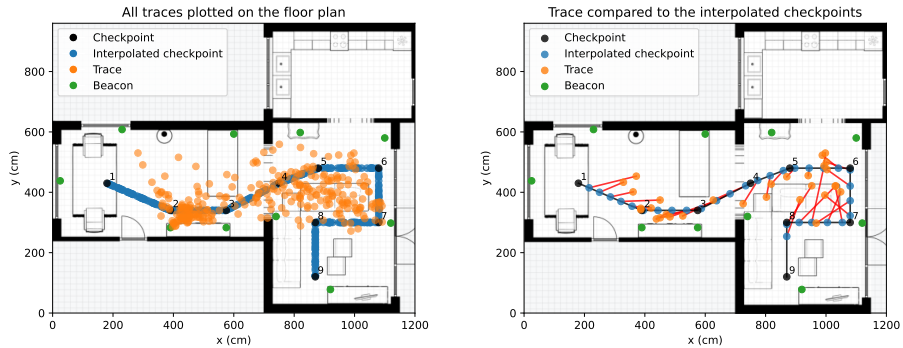 All traces plotted on the floor plan
Checkpoint
Interpolated checkpoint
Trace
Beacon
y (cm)
800
600
400
200
0
1
2
3
4
5
6
7
8
9
0 200 400 600 800 1000 1200
x (cm)
Trace compared to the interpolated checkpoints
Checkpoint
Interpolated checkpoint
Trace
Beacon
y (cm)
800
600
400
200
0
1
2
3
4
5
6
7
8
9
0 200 400 600 800 1000 1200
x (cm)